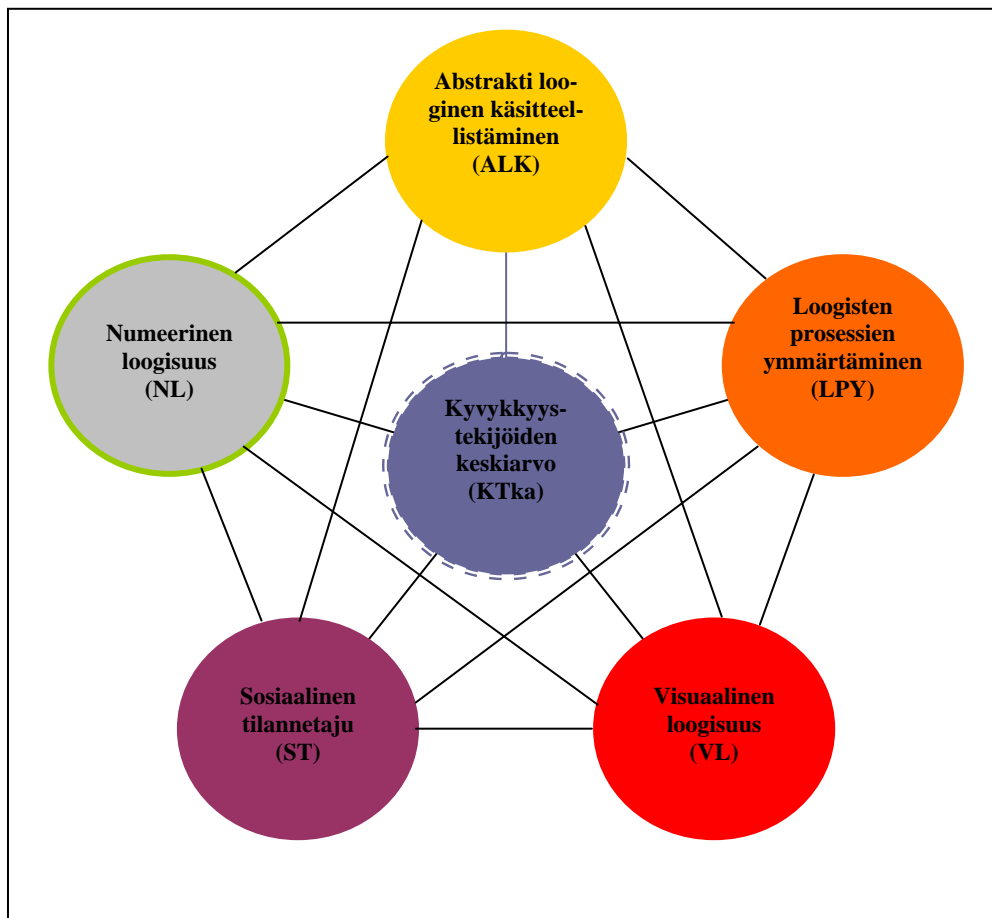 Abstrakti loo-
ginen käsitteel-
listäminen
(ALK)
Numeerinen
loogisuus
(NL)
Loogisten
prosessien
ymmärtäminen
(LPY)
Kyvykkyys-
tekijöiden
keskiarvo
(KTka)
Sosiaalinen
tilannetaju
(ST)
Visuaalinen
loogisuus
(VL)